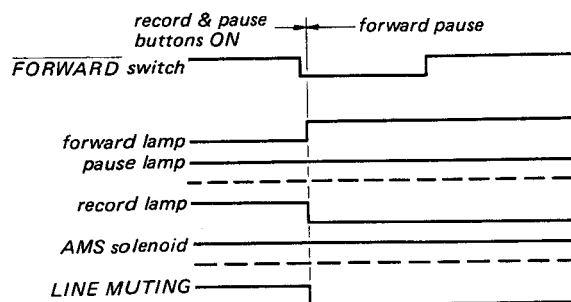 record & pause
buttons ON
forward pause
FORWARD switch
forward lamp
pause lamp
record lamp
AMS solenoid
LINE MUTING